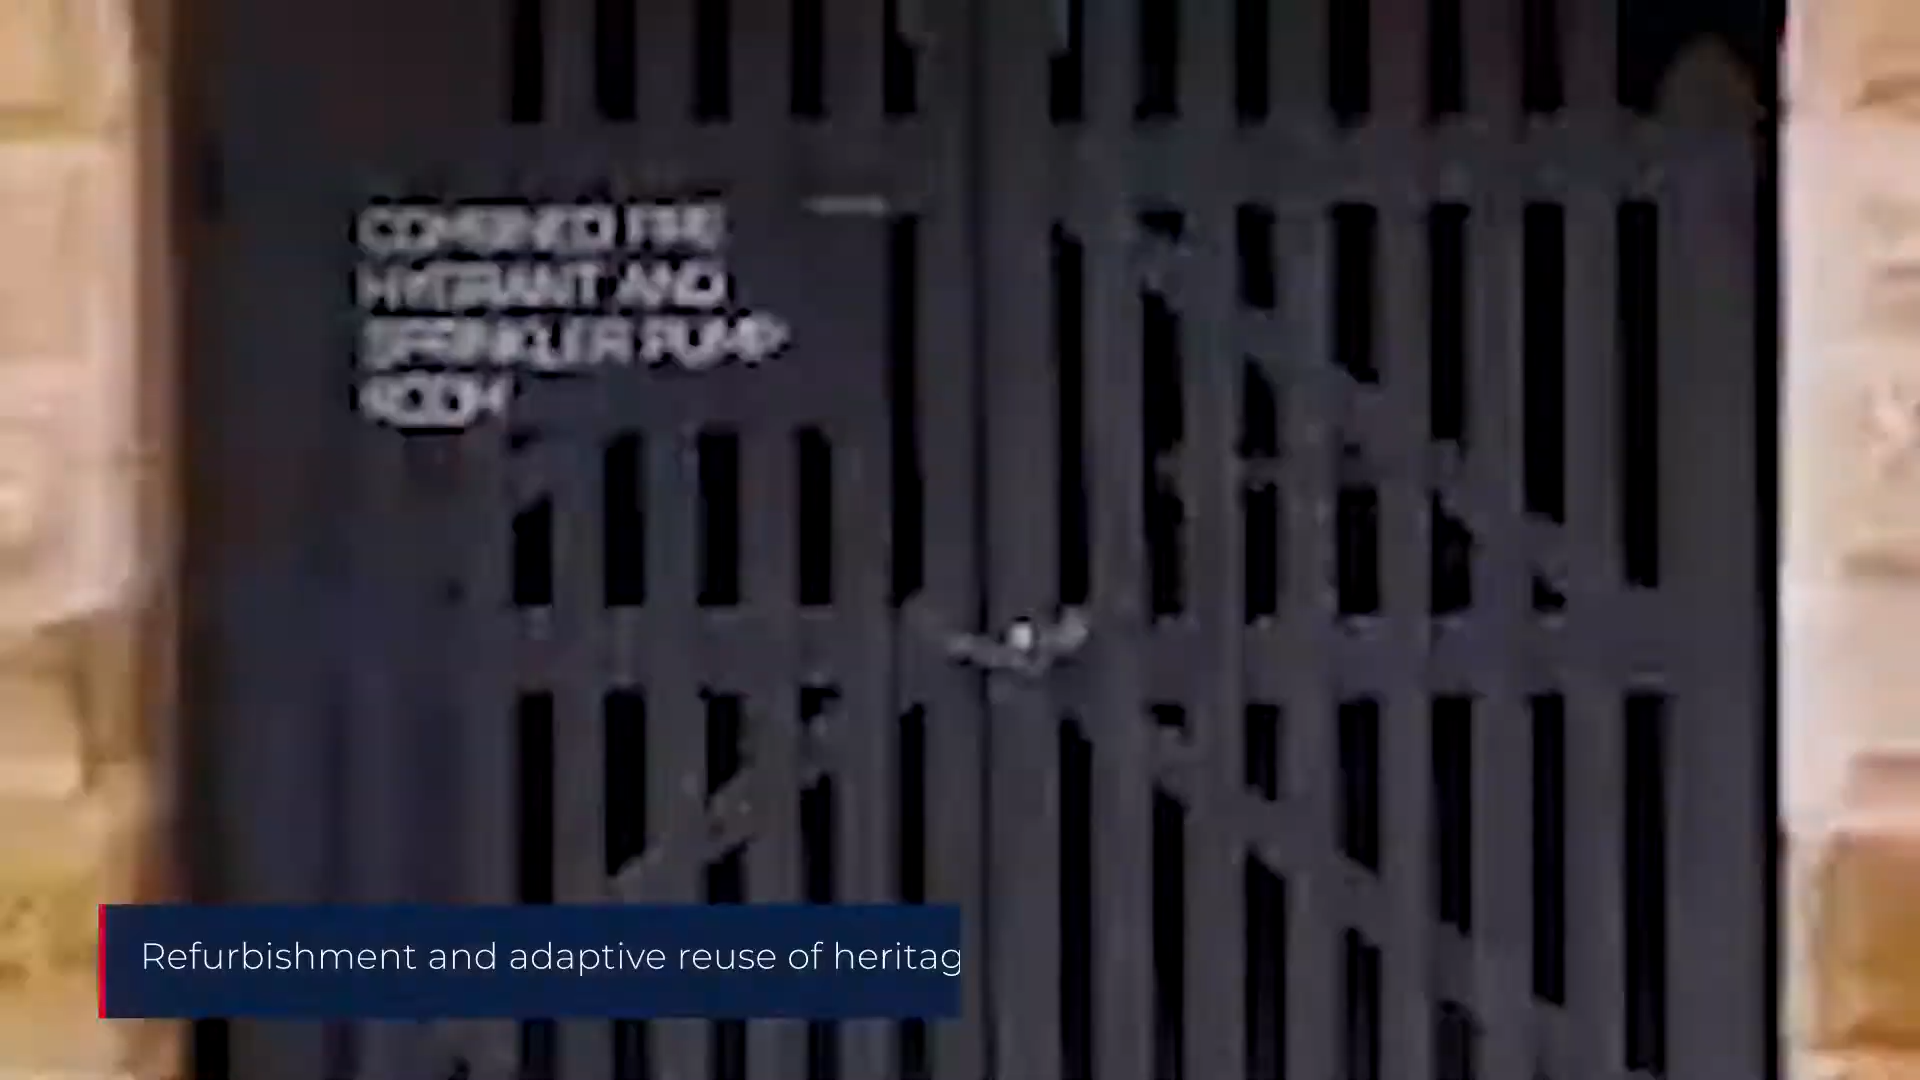 COMBINED FIRE
HYDRANT AND
SPRINKLER PUMP
ROOM
Refurbishment and adaptive reuse of heritag